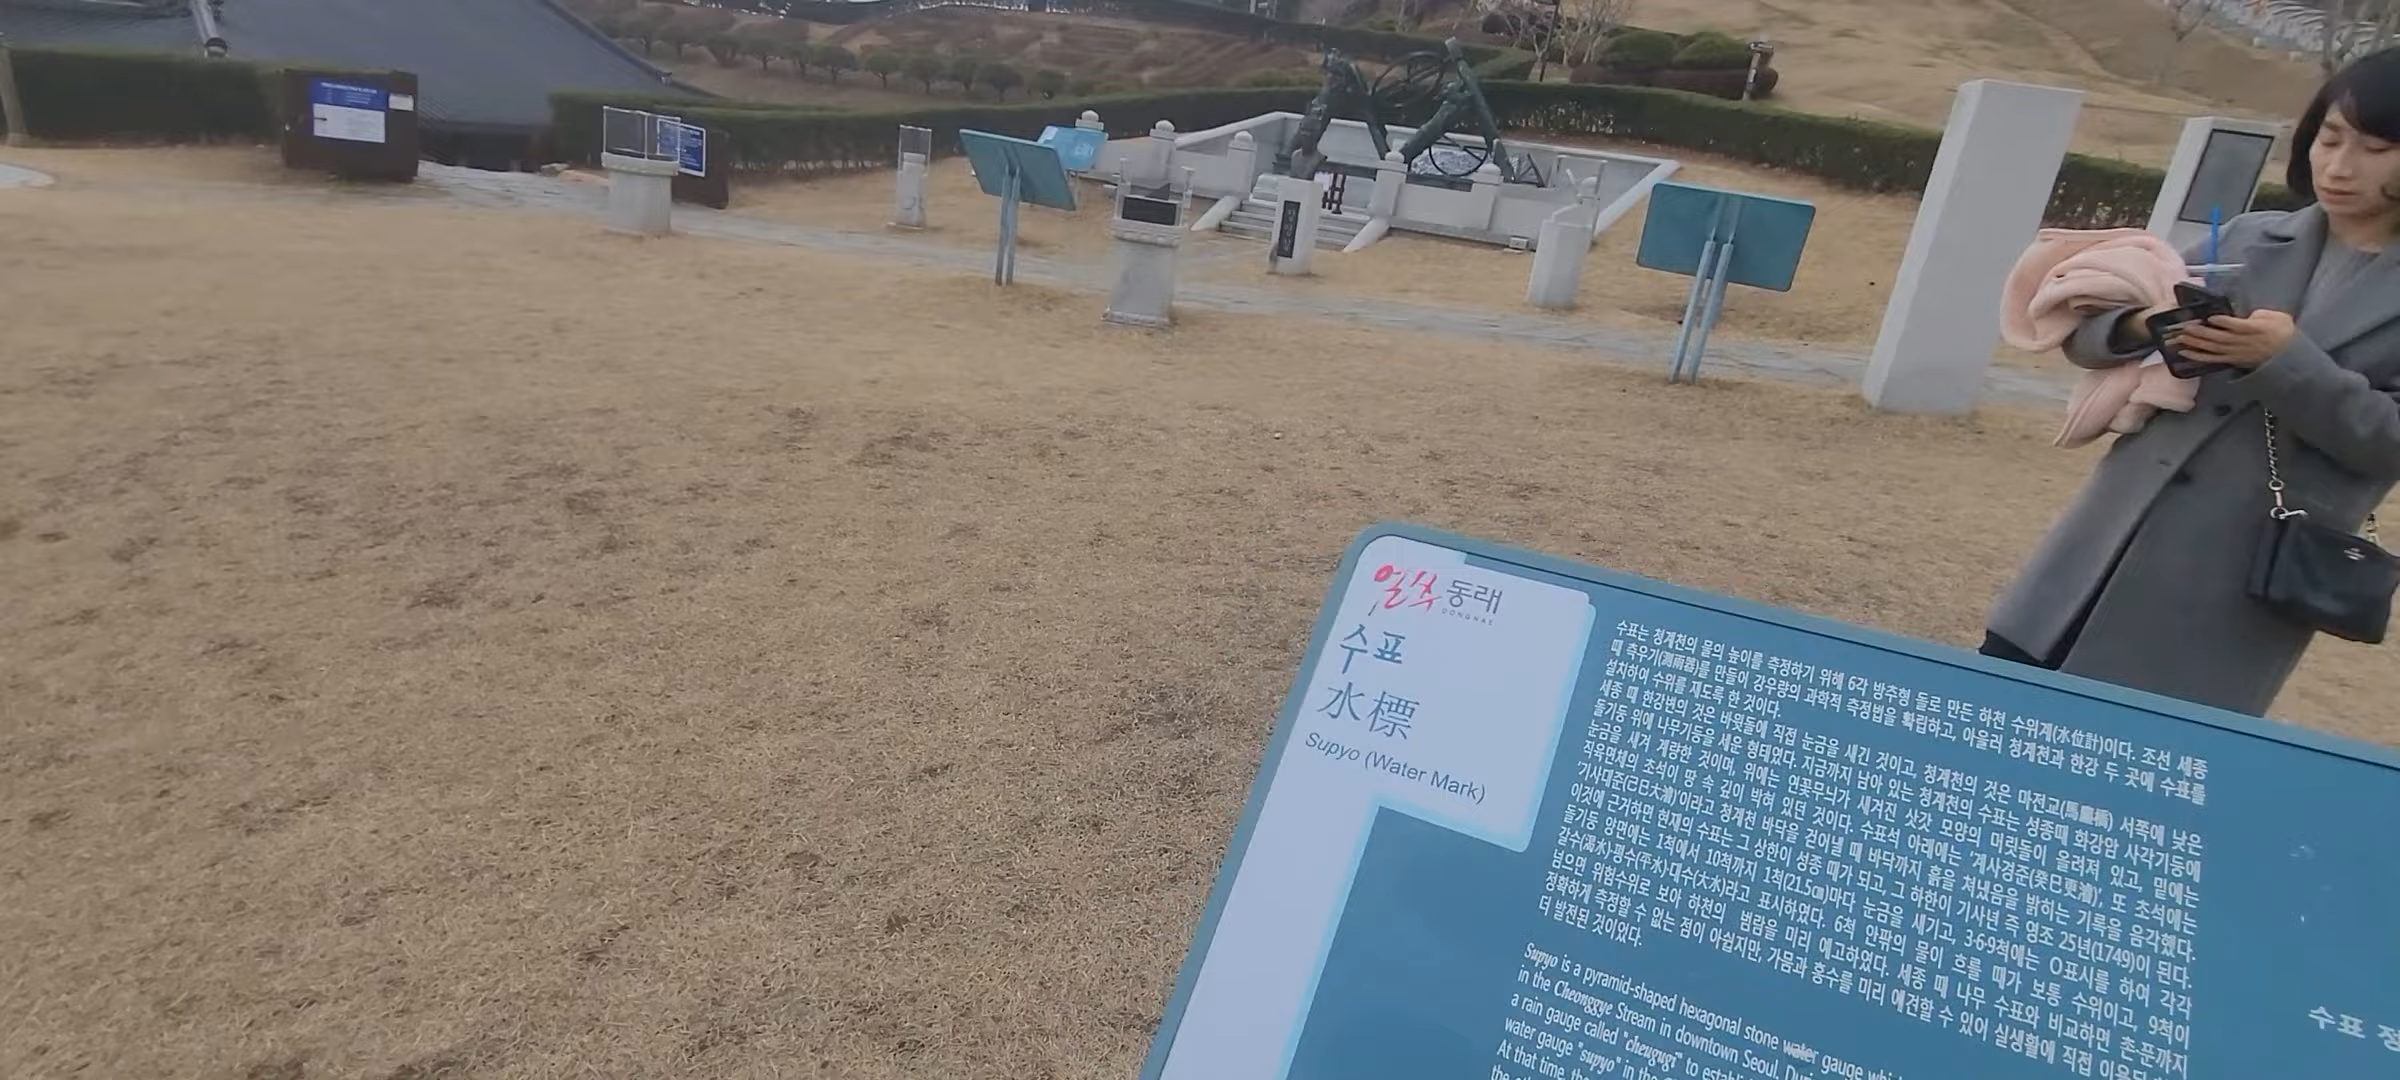 얼쑤 동래
DONGNAE
수표
水標
Supyo (Water Mark)
수표는 청계천의 물의 높이를 측정하기 위해 6각 방추형 돌로 만든 하천 수위계(水位計)이다. 조선 세종
때 측우기(測雨器)를 만들어 강우량의 과학적 측정법을 확립하고, 아울러 청계천과 한강 두 곳에 수표를
설치하여 수위를 재도록 한 것이다.
세종 때 한강변의 것은 바윗돌에 직접 눈금을 새긴 것이고, 청계천의 것은 마전교(馬廛橋) 서쪽에 낮은
돌기둥 위에 나무기둥을 세운 형태였다. 지금까지 남아 있는 청계천의 수표는 성종때 화강암 사각기둥에
눈금을 새겨 계량한 것이며, 위에는 연꽃무늬가 새겨진 삿갓 모양의 머릿돌이 올려져 있고, 밑에는
직육면체의 초석이 땅 속 깊이 박혀 있던 것이다. 수표석 아래에는 '계사경준(癸巳更濬)', 또 초석에는
'기사대준(己巳大濬)'이라고 청계천 바닥을 걷어낼 때 바닥까지 흙을 쳐냈음을 밝히는 기록을 음각했다.
이것에 근거하면 현재의 수표는 그 상한이 성종 때가 되고, 그 하한이 기사년 즉 영조 25년(1749)이 된다.
돌기둥 양면에는 1척에서 10척까지 1척(21.5㎝)마다 눈금을 새기고, 3·6·9척에는 O표시를 하여 각각
갈수(渴水)·평수(平水)·대수(大水)라고 표시하였다. 6척 안팎의 물이 흐를 때가 보통 수위이고, 9척이
넘으면 위험수위로 보아 하천의 범람을 미리 예고하였다. 세종 때 나무 수표와 비교하면 촌·푼까지
정확하게 측정할 수 없는 점이 아쉽지만, 가뭄과 홍수를 미리 예견할 수 있어 실생활에 직접 이용된
더 발전된 것이었다.
Supyo is a pyramid-shaped hexagonal stone water gauge
in the Cheonggye Stream in downtown Seoul.
a rain gauge called "cheugugi" to
water gauge "supyo" in the
At that time,
수표